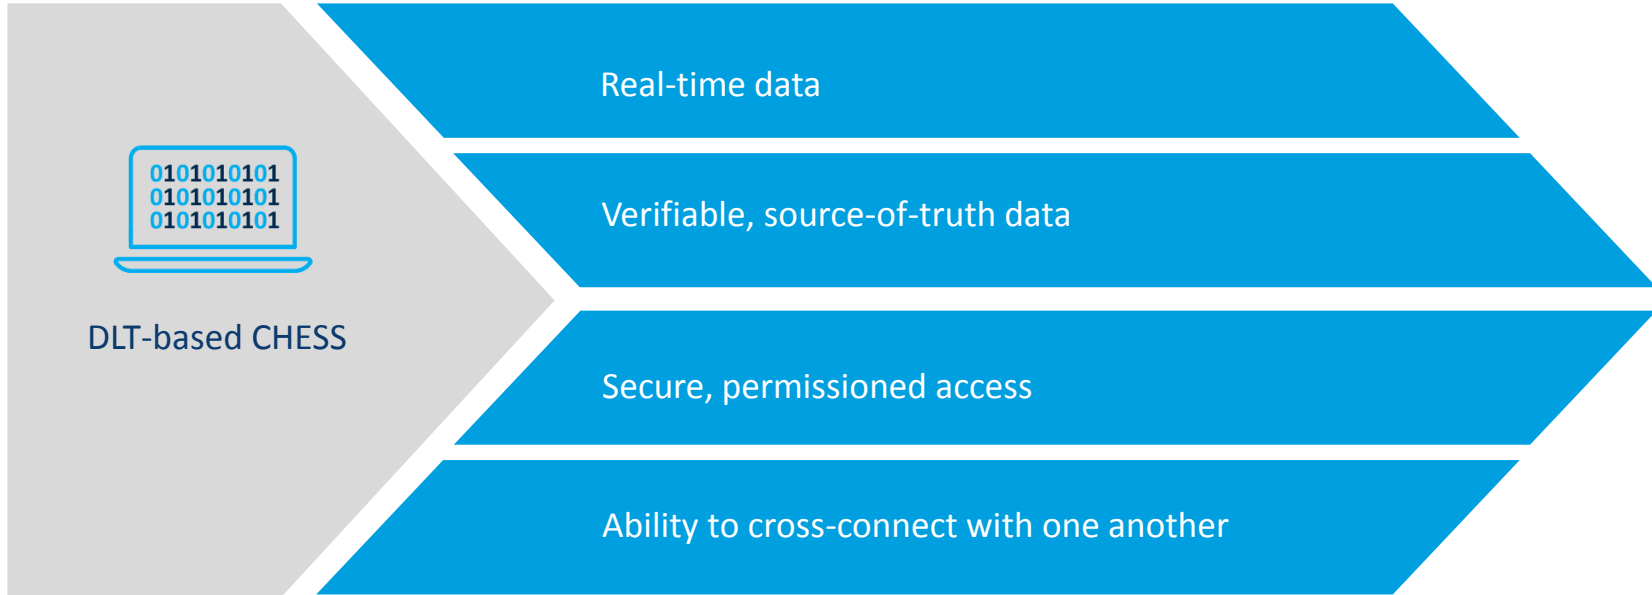 0101010101
0101010101
0101010101
DLT-based CHESS
Real-time data
Verifiable, source-of-truth data
Secure, permissioned access
Ability to cross-connect with one another